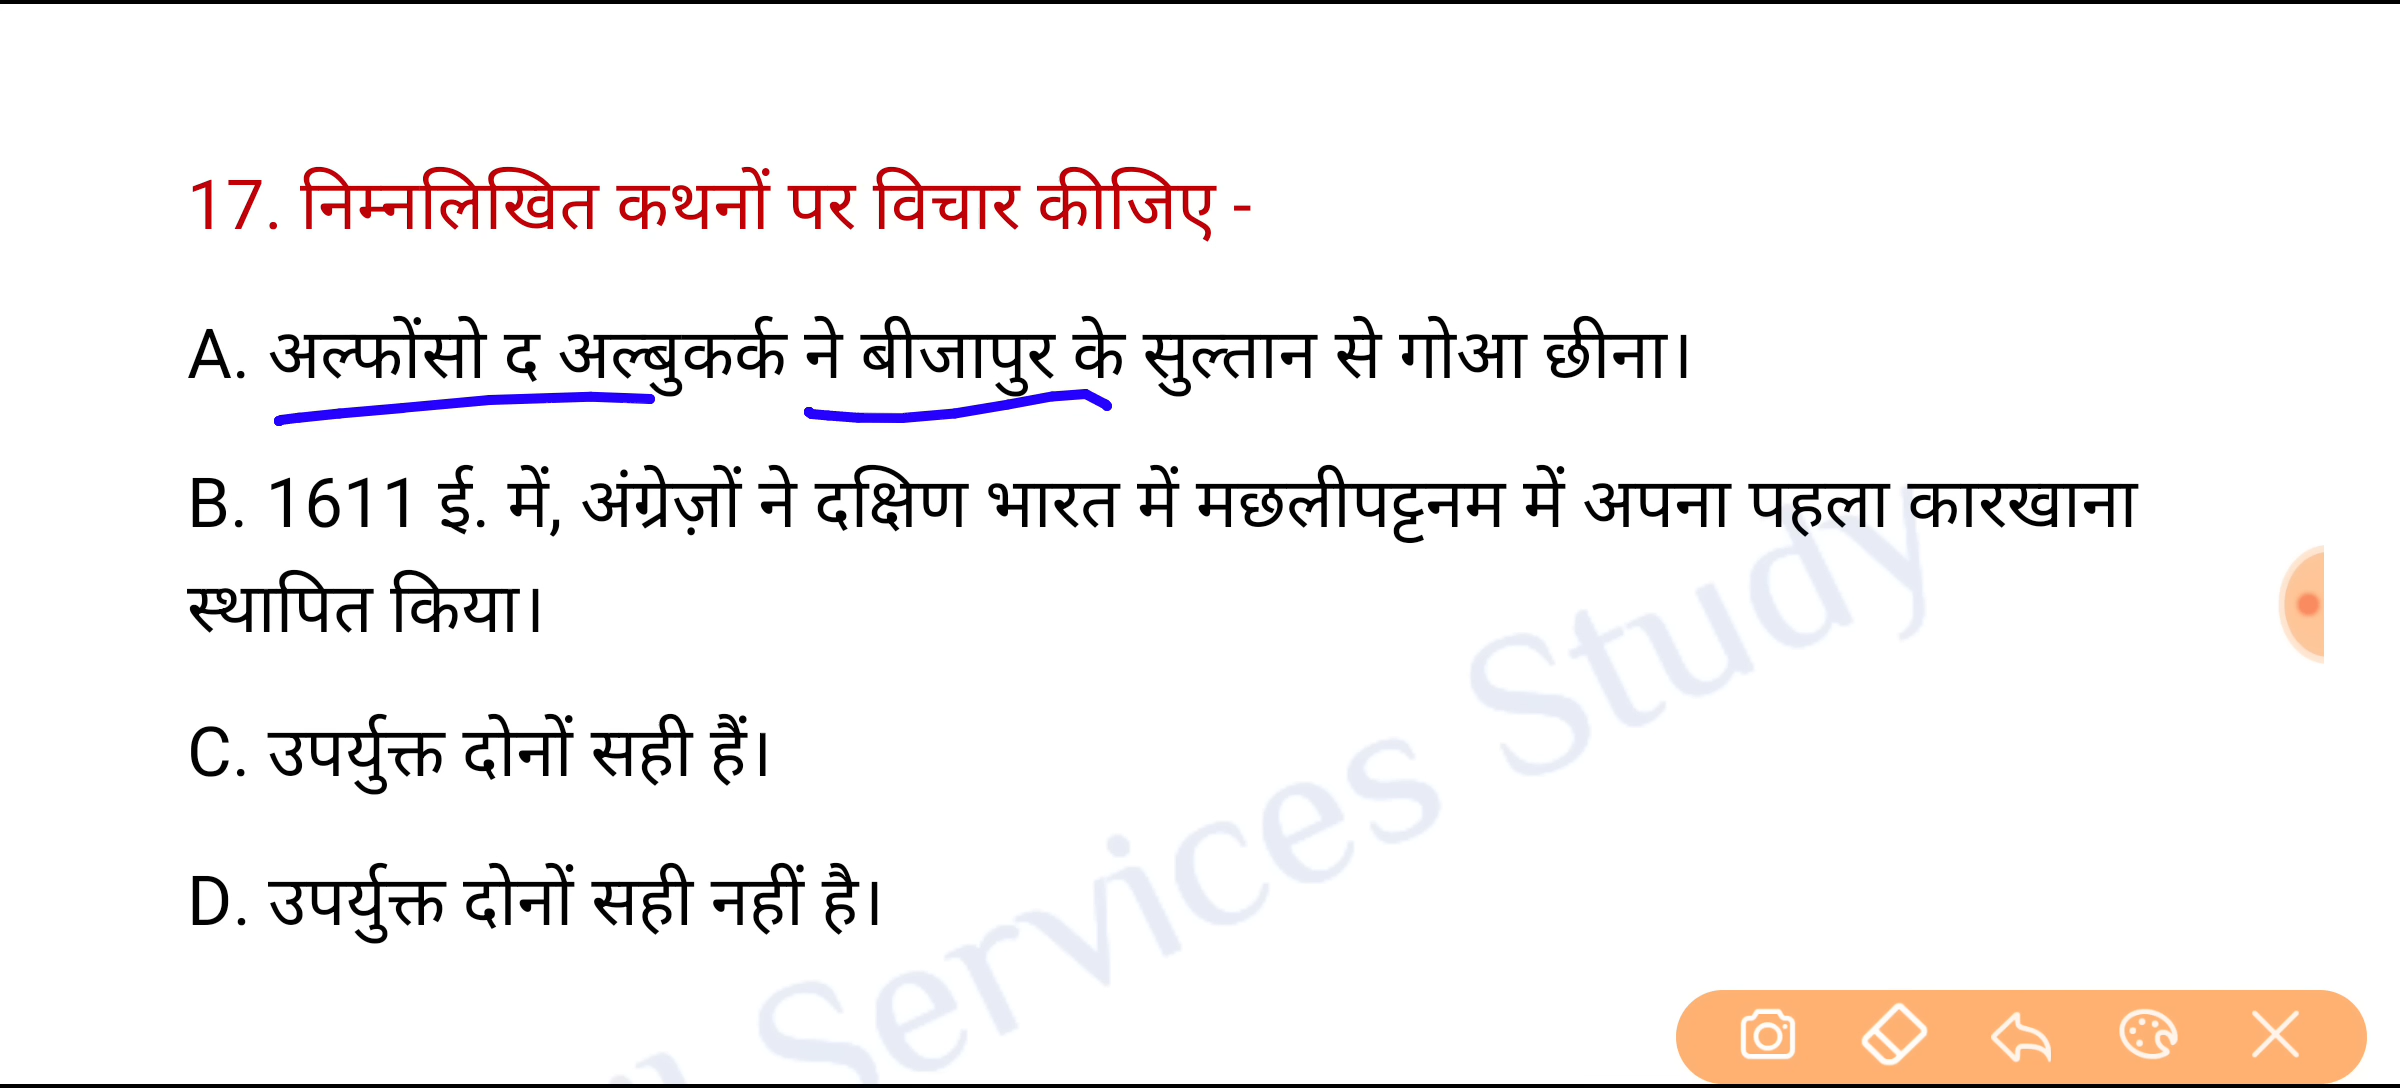 17. निम्नलिखित कथनों पर विचार कीजिए -
A. अल्फोंसो द अल्बुकर्क ने बीजापुर के सुल्तान से गोआ छीना।
B. 1611 ई. में, अंग्रेज़ों ने दक्षिण भारत में मछलीपट्टनम में अपना पहला कारखाना
स्थापित किया।
C. उपर्युक्त दोनों सही हैं।
D. उपर्युक्त दोनों सही नहीं है।
Services Study